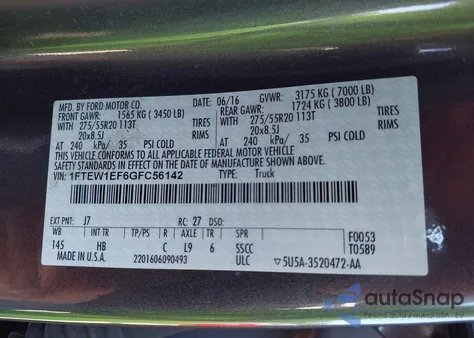 MFD. BY FORD MOTOR CO. 06/16 GVWR: 3175 KG ( 7000 LB)
FRONT GAWR: 1565 KG ( 3450 LB) REAR GAWR: 1724 KG ( 3800 LB)
WITH 275/55R20 113T TIRES WITH 275/55R20 113T TIRES
20x8.5J RIMS 20x8.5J RIMS
AT 240 kPa/ 35 PSI COLD AT 240 kPa/ 35 PSI COLD
THIS VEHICLE CONFORMS TO ALL APPLICABLE FEDERAL MOTOR VEHICLE
SAFETY STANDARDS IN EFFECT ON THE DATE OF MANUFACTURE SHOWN ABOVE.
VIN: 1FTEW1EF6GFC56142 TYPE: Truck
EXT PNT: J7 RC: 27 DSO:
WB BRK INT TR TP/PS R AXLE TR SPR F0053
145 HB C L9 6 SSCC T0589
MADE IN U.S.A. 2201606090493 ULC ▽5U5A-3520472-AA
autoSnap